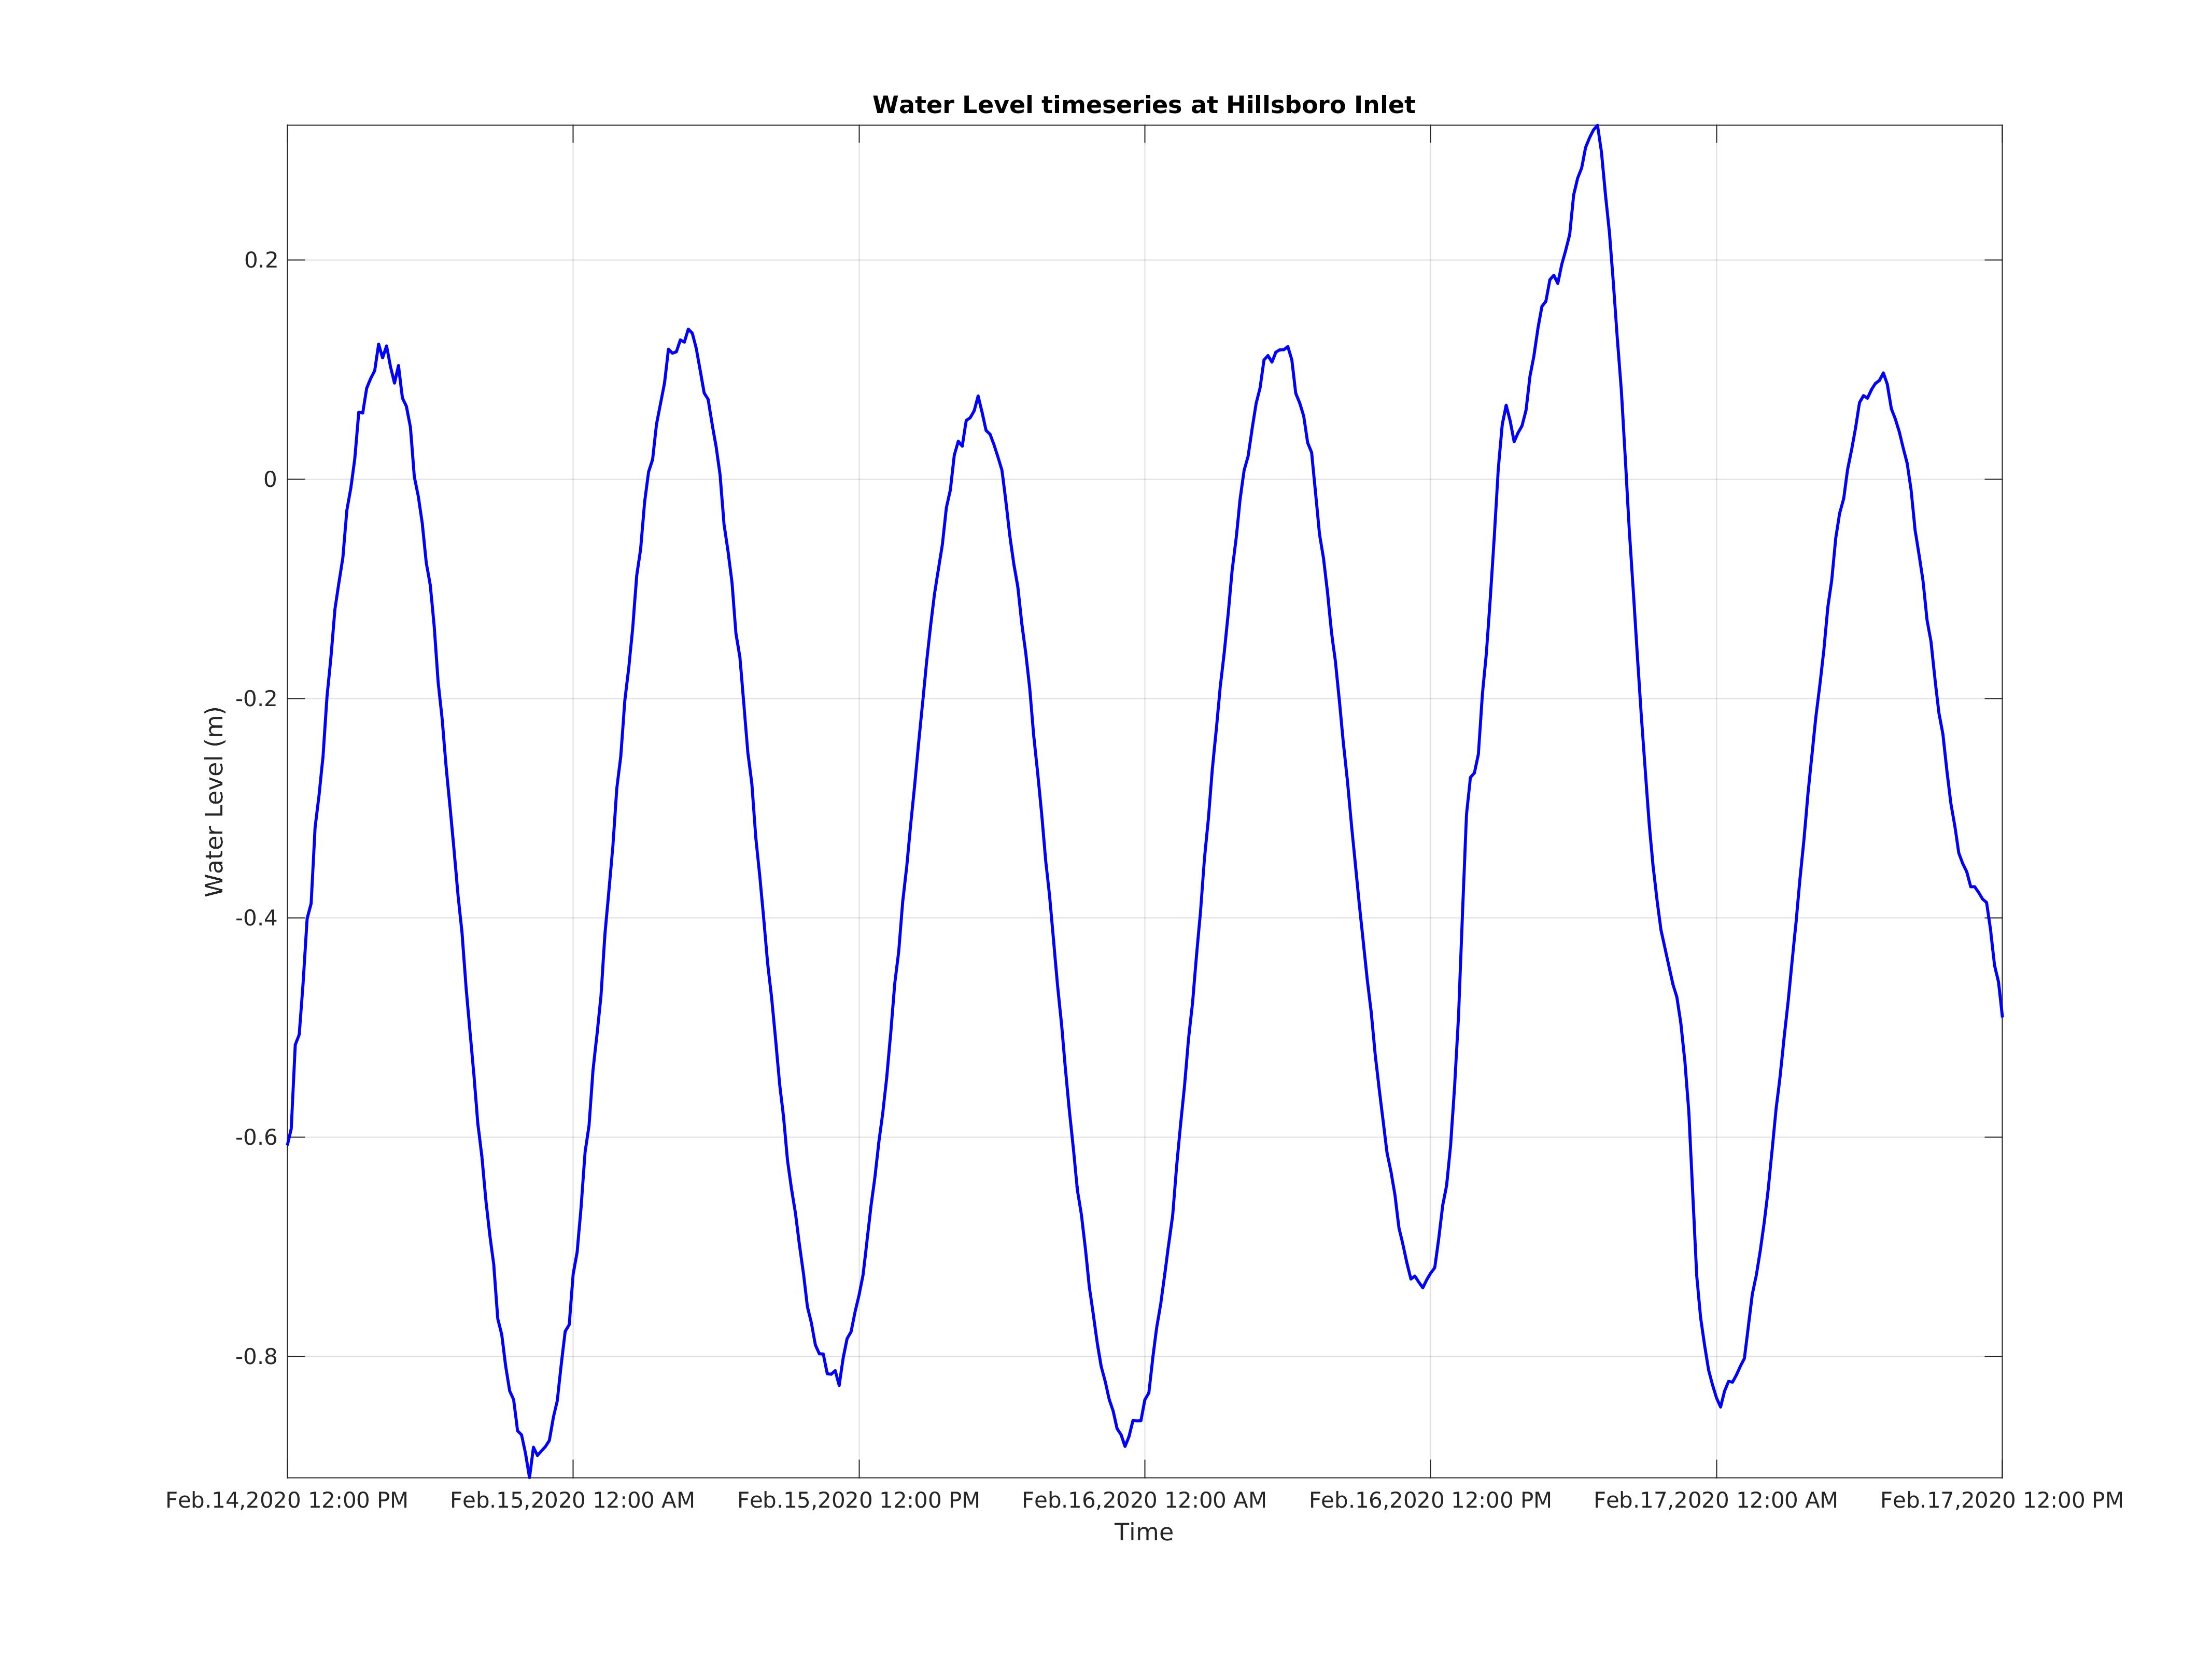 Water Level timeseries at Hillsboro Inlet
Water Level (m)
0.2
0
-0.2
-0.4
-0.6
-0.8
Feb.14,2020 12:00 PM
Feb.15,2020 12:00 AM
Feb.15,2020 12:00 PM
Feb.16,2020 12:00 AM
Feb.16,2020 12:00 PM
Feb.17,2020 12:00 AM
Feb.17,2020 12:00 PM
Time